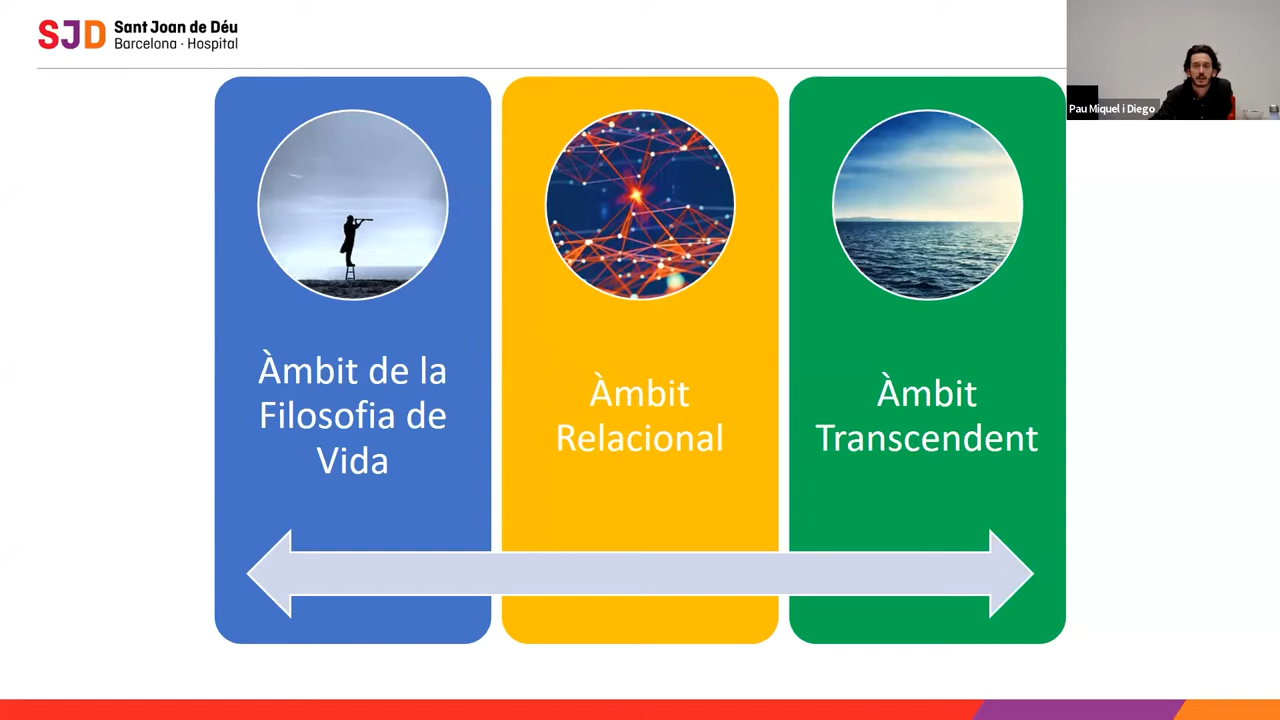 SJD Sant Joan de Déu
Barcelona · Hospital
Pau Miquel i Diego
Àmbit de la
Filosofia de
Vida
Àmbit
Relacional
Àmbit
Transcendent